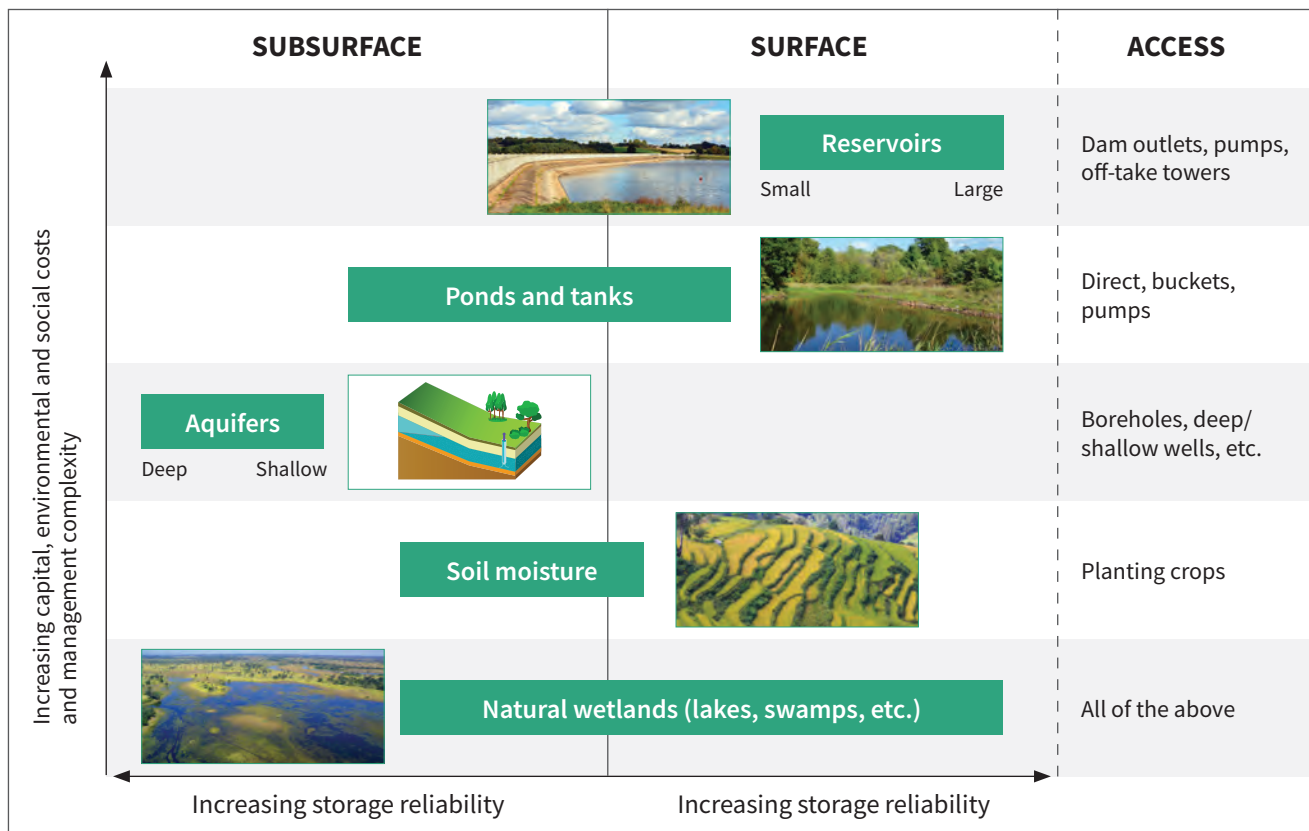 SUBSURFACE
SURFACE
ACCESS
Increasing capital, environmental and social costs
and management complexity
Reservoirs
Small
Large
Dam outlets, pumps,
off-take towers
Ponds and tanks
Direct, buckets,
pumps
Aquifers
Deep
Shallow
Boreholes, deep/
shallow wells, etc.
Soil moisture
Planting crops
Natural wetlands (lakes, swamps, etc.)
All of the above
Increasing storage reliability
Increasing storage reliability